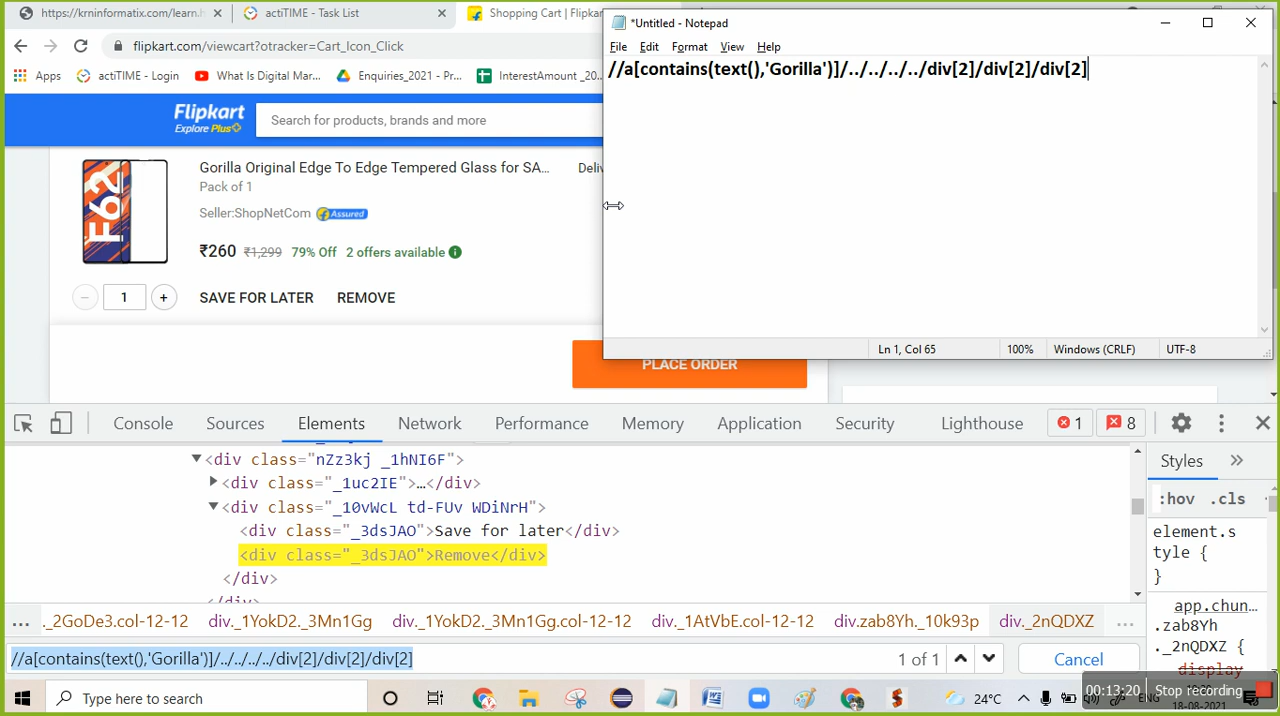 https://krninformatix.com/learn.h
actiTIME - Task List
Shopping Cart | Flipkar
flipkart.com/viewcart?otracker=Cart_Icon_Click
Apps
actiTIME - Login
What Is Digital Mar...
Enquiries_2021 - Pr...
InterestAmount _20...
*Untitled - Notepad
File Edit Format View Help
//a[contains(text(),'Gorilla')]/../../../../div[2]/div[2]/div[2]
Ln 1, Col 65
100%
Windows (CRLF)
UTF-8
Flipkart
Explore Plus
Search for products, brands and more
F62
Gorilla Original Edge To Edge Tempered Glass for SA...
Deliv
Pack of 1
Seller:ShopNetCom
Assured
₹260 ₹1,299 79% Off 2 offers available
− 1 + SAVE FOR LATER REMOVE
PLACE ORDER
Console Sources Elements Network Performance Memory Application Security Lighthouse 1 8
<div class="nZz3kj _1hNI6F">
<div class="_1uc2IE">…</div>
<div class="_10vWcL td-FUv WDiNrH">
<div class="_3dsJAO">Save for later</div>
<div class="_3dsJAO">Remove</div>
</div>
</div>
Styles »
:hov .cls
element.s
tyle {
}
app.chun…
.zab8Yh
._2nQDXZ {
display
... ._2GoDe3.col-12-12 div._1YokD2._3Mn1Gg div._1YokD2._3Mn1Gg.col-12-12 div._1AtVbE.col-12-12 div.zab8Yh._10k93p div._2nQDXZ ...
//a[contains(text(),'Gorilla')]/../../../../div[2]/div[2]/div[2]
1 of 1
Cancel
Type here to search
24°C
ENG
18-08-2021
00:13:20 Stop recording